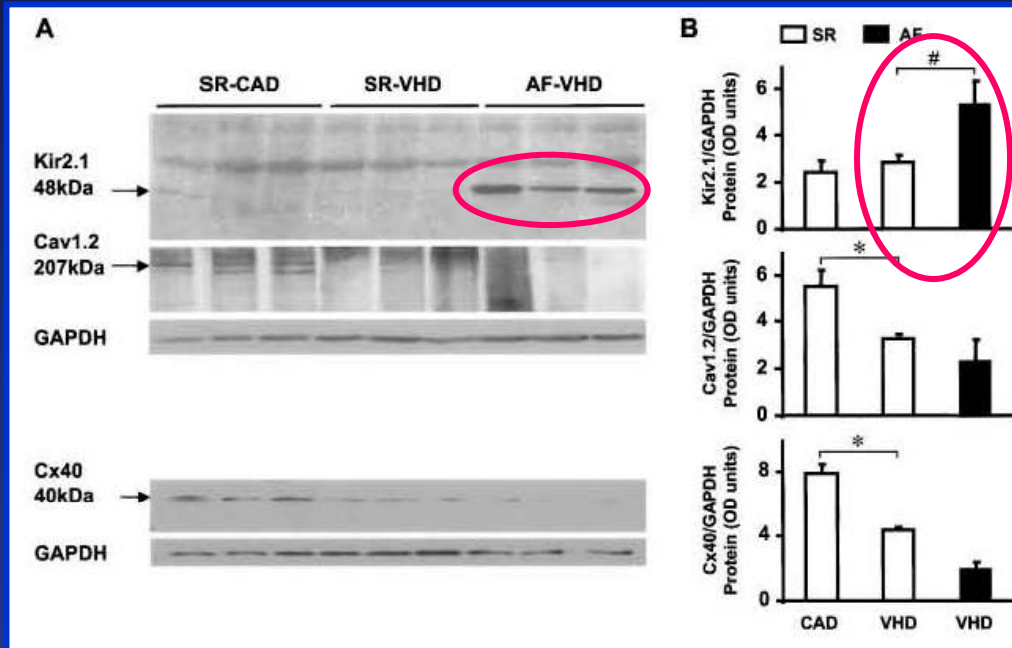 A
SR-CAD SR-VHD AF-VHD
Kir2.1
48kDa
Cav1.2
207kDa
GAPDH
Cx40
40kDa
GAPDH
B
SR AF
Kir2.1/GAPDH
Protein (OD units)
6
4
2
0
#
Cav1.2/GAPDH
Protein (OD units)
6
4
2
0
*
Cx40/GAPDH
Protein (OD units)
8
4
0
*
CAD VHD VHD